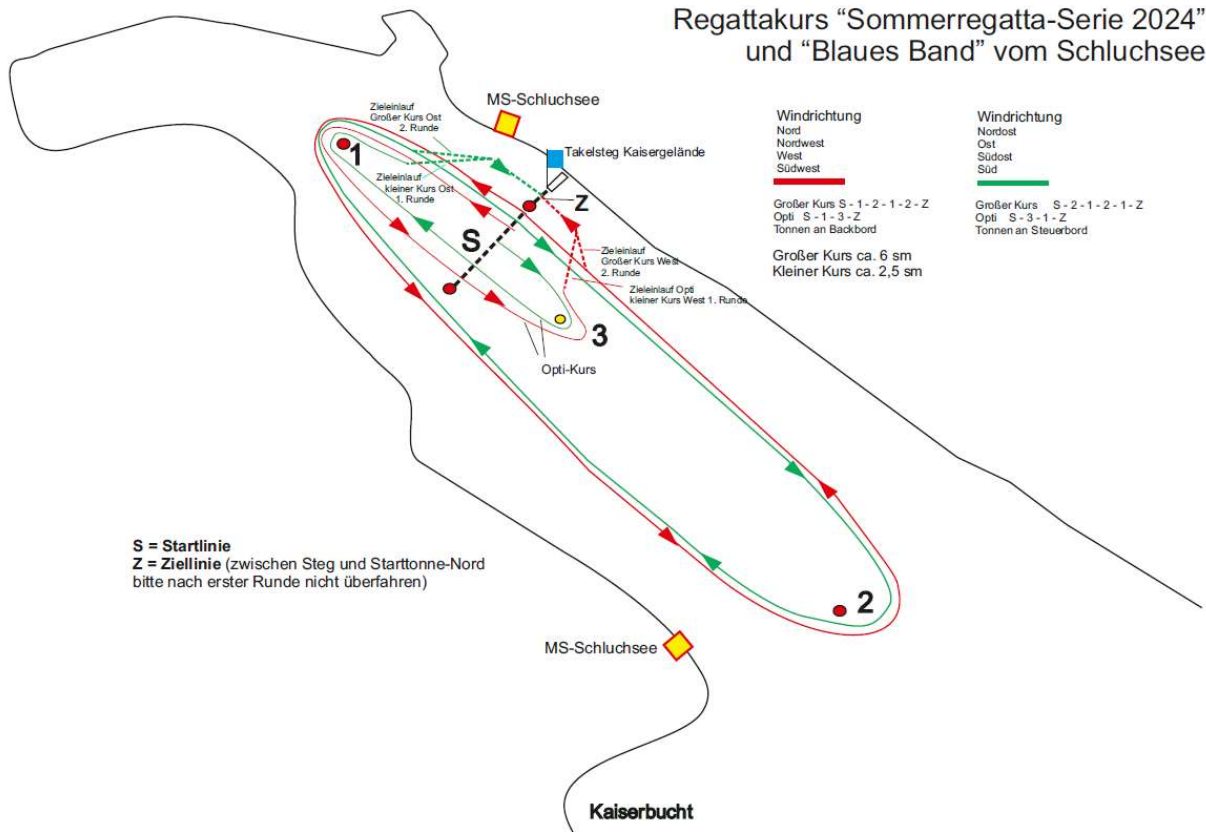 Regattakurs “Sommerregatta-Serie 2024”
und “Blaues Band” vom Schluchsee
MS-Schluchsee
Windrichtung
Nord
Nordwest
West
Südwest
Großer Kurs S - 1 - 2 - 1 - 2 - Z
Opti S - 1 - 3 - Z
Tonnen an Backbord
Großer Kurs ca. 6 sm
Kleiner Kurs ca. 2,5 sm
Windrichtung
Nordost
Ost
Südost
Süd
Großer Kurs S - 2 - 1 - 2 - 1 - Z
Opti S - 3 - 1 - Z
Tonnen an Steuerbord
Zieleinlauf
Großer Kurs Ost
2. Runde
Takelsteg Kaisergelände
1
Zieleinlauf
kleiner Kurs Ost
1. Runde
Z
S
Zieleinlauf
Großer Kurs West
2. Runde
Zieleinlauf Opti
kleiner Kurs West 1. Runde
3
Opti-Kurs
S = Startlinie
Z = Ziellinie (zwischen Steg und Starttonne-Nord
bitte nach erster Runde nicht überfahren)
2
MS-Schluchsee
Kaiserbucht